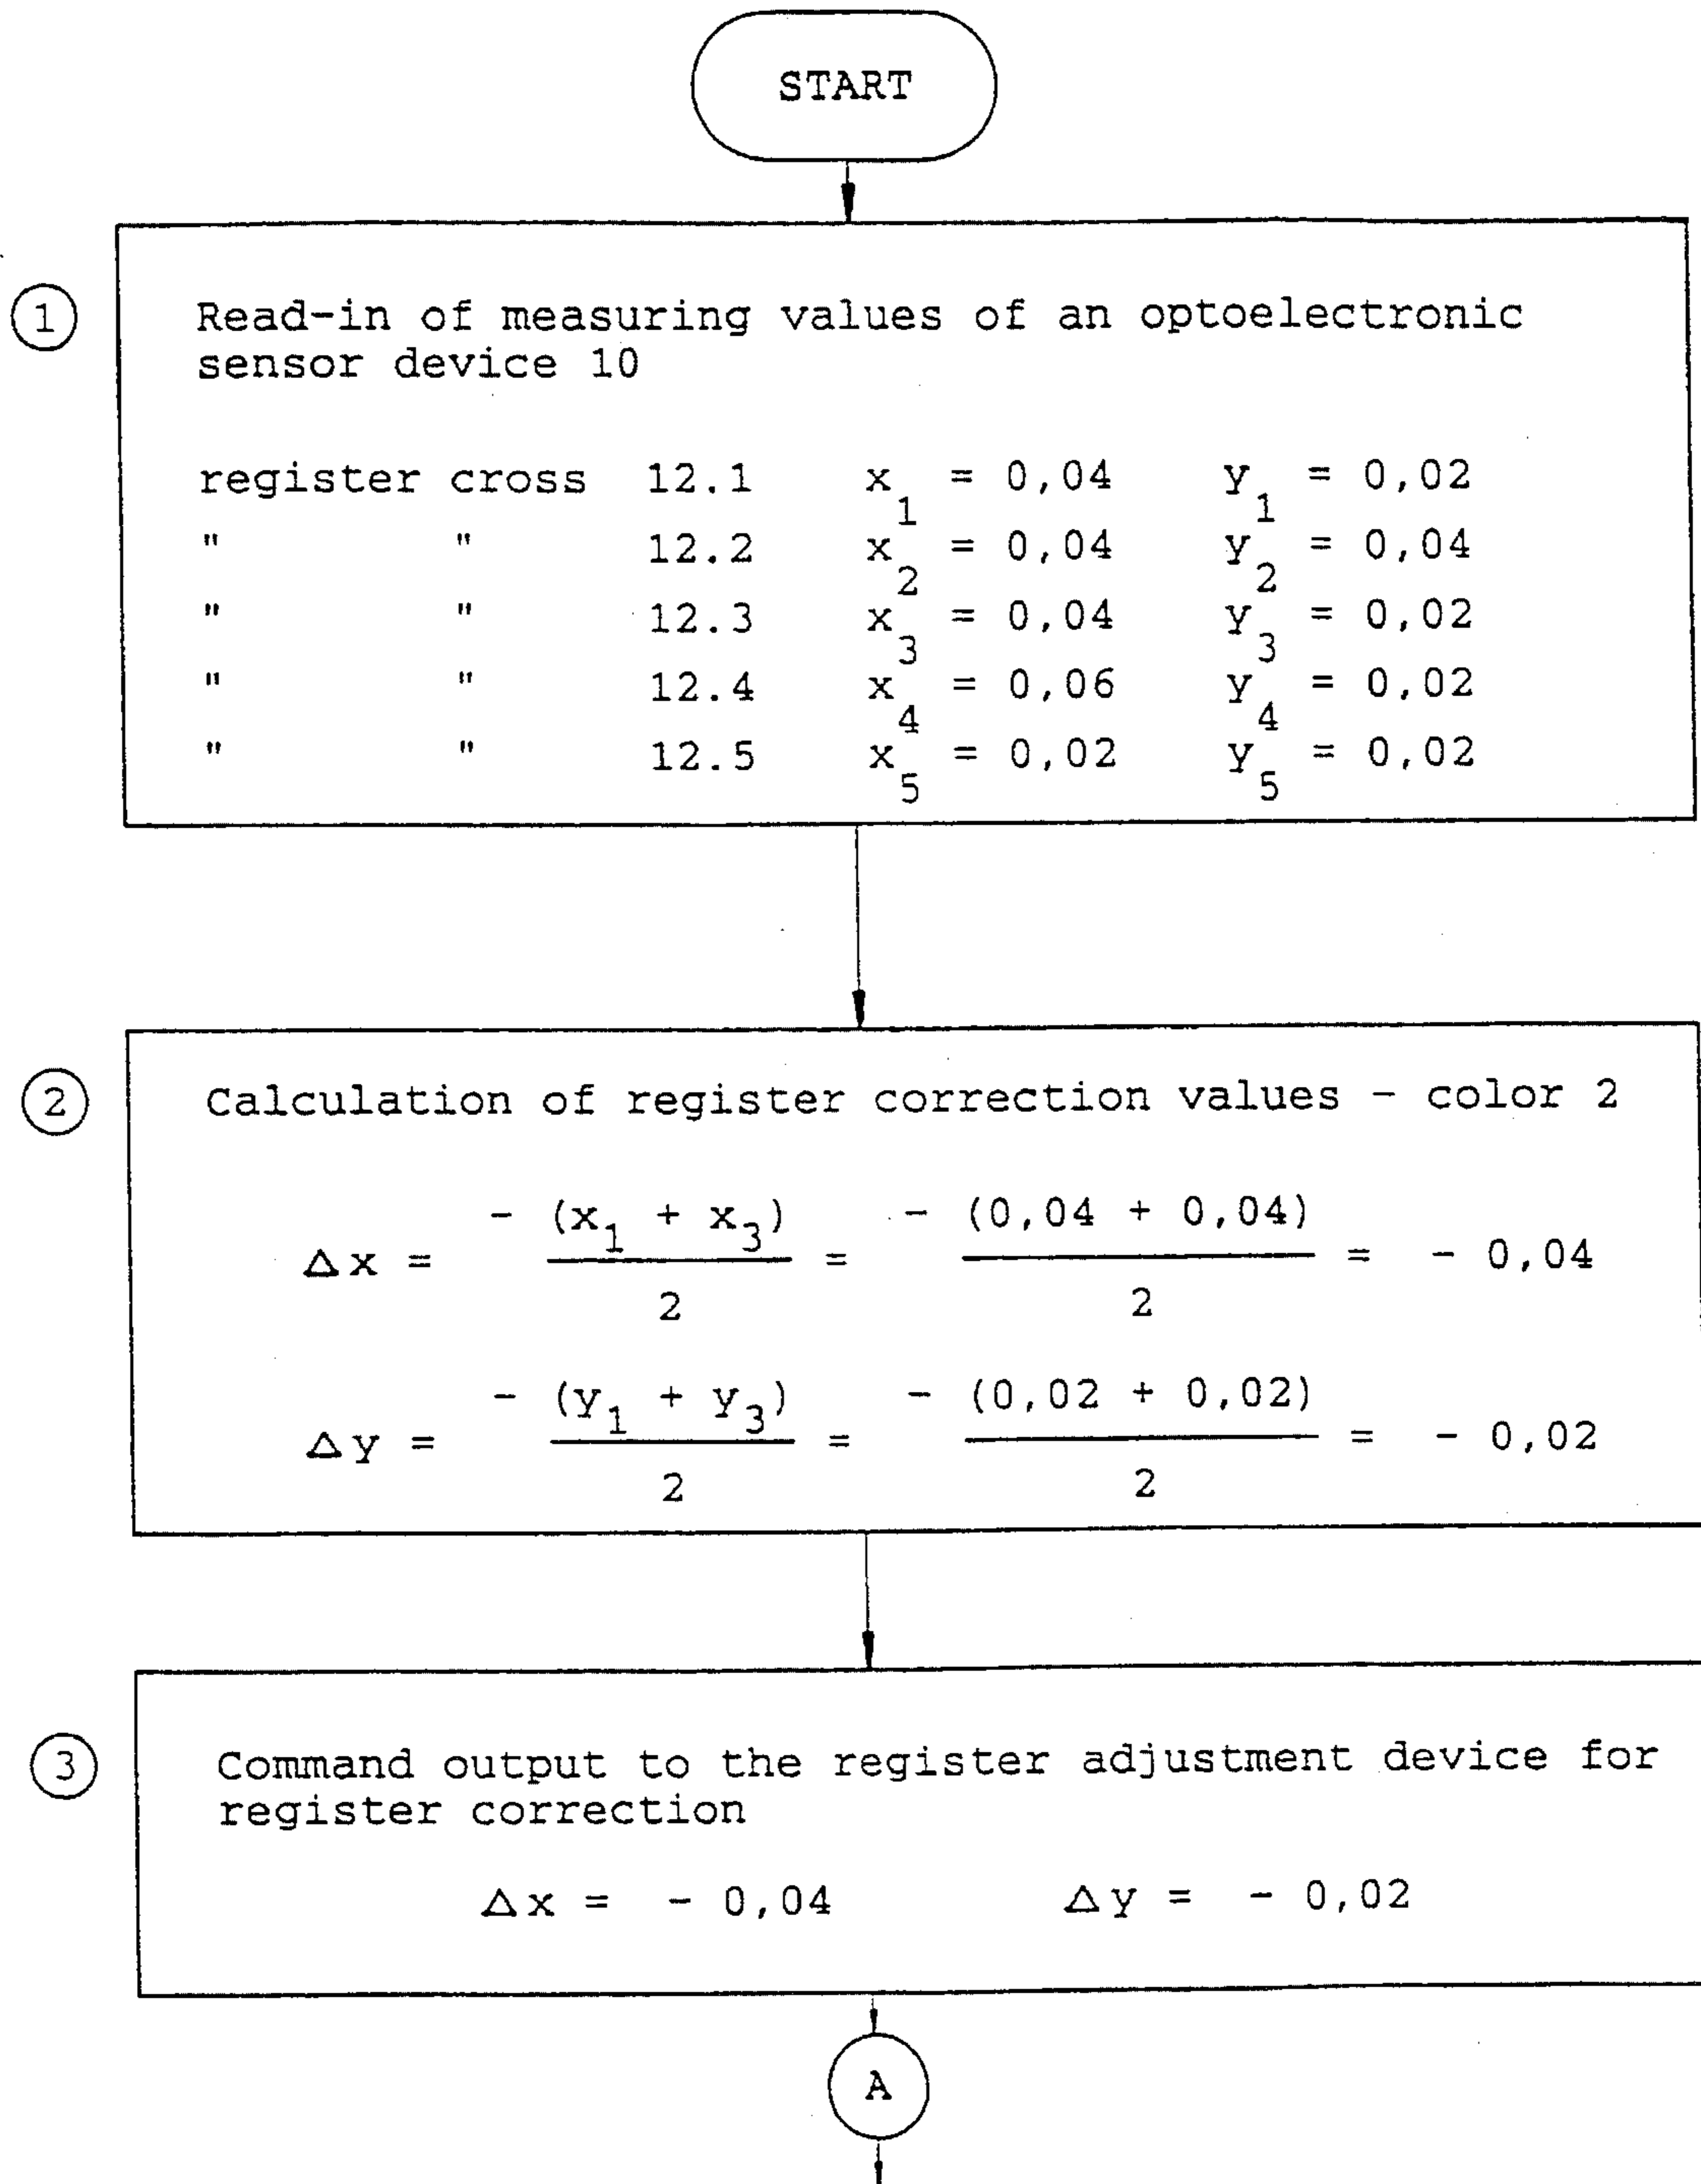 START
① Read-in of measuring values of an optoelectronic
sensor device 10
register cross 12.1 x₁ = 0,04 y₁ = 0,02
" " 12.2 x₂ = 0,04 y₂ = 0,04
" " 12.3 x₃ = 0,04 y₃ = 0,02
" " 12.4 x₄ = 0,06 y₄ = 0,02
" " 12.5 x₅ = 0,02 y₅ = 0,02
② Calculation of register correction values - color 2
- (x₁ + x₃) - (0,04 + 0,04)
Δx = = = - 0,04
2 2
- (y₁ + y₃) - (0,02 + 0,02)
Δy = = = - 0,02
2 2
③ Command output to the register adjustment device for
register correction
Δx = - 0,04 Δy = - 0,02
A